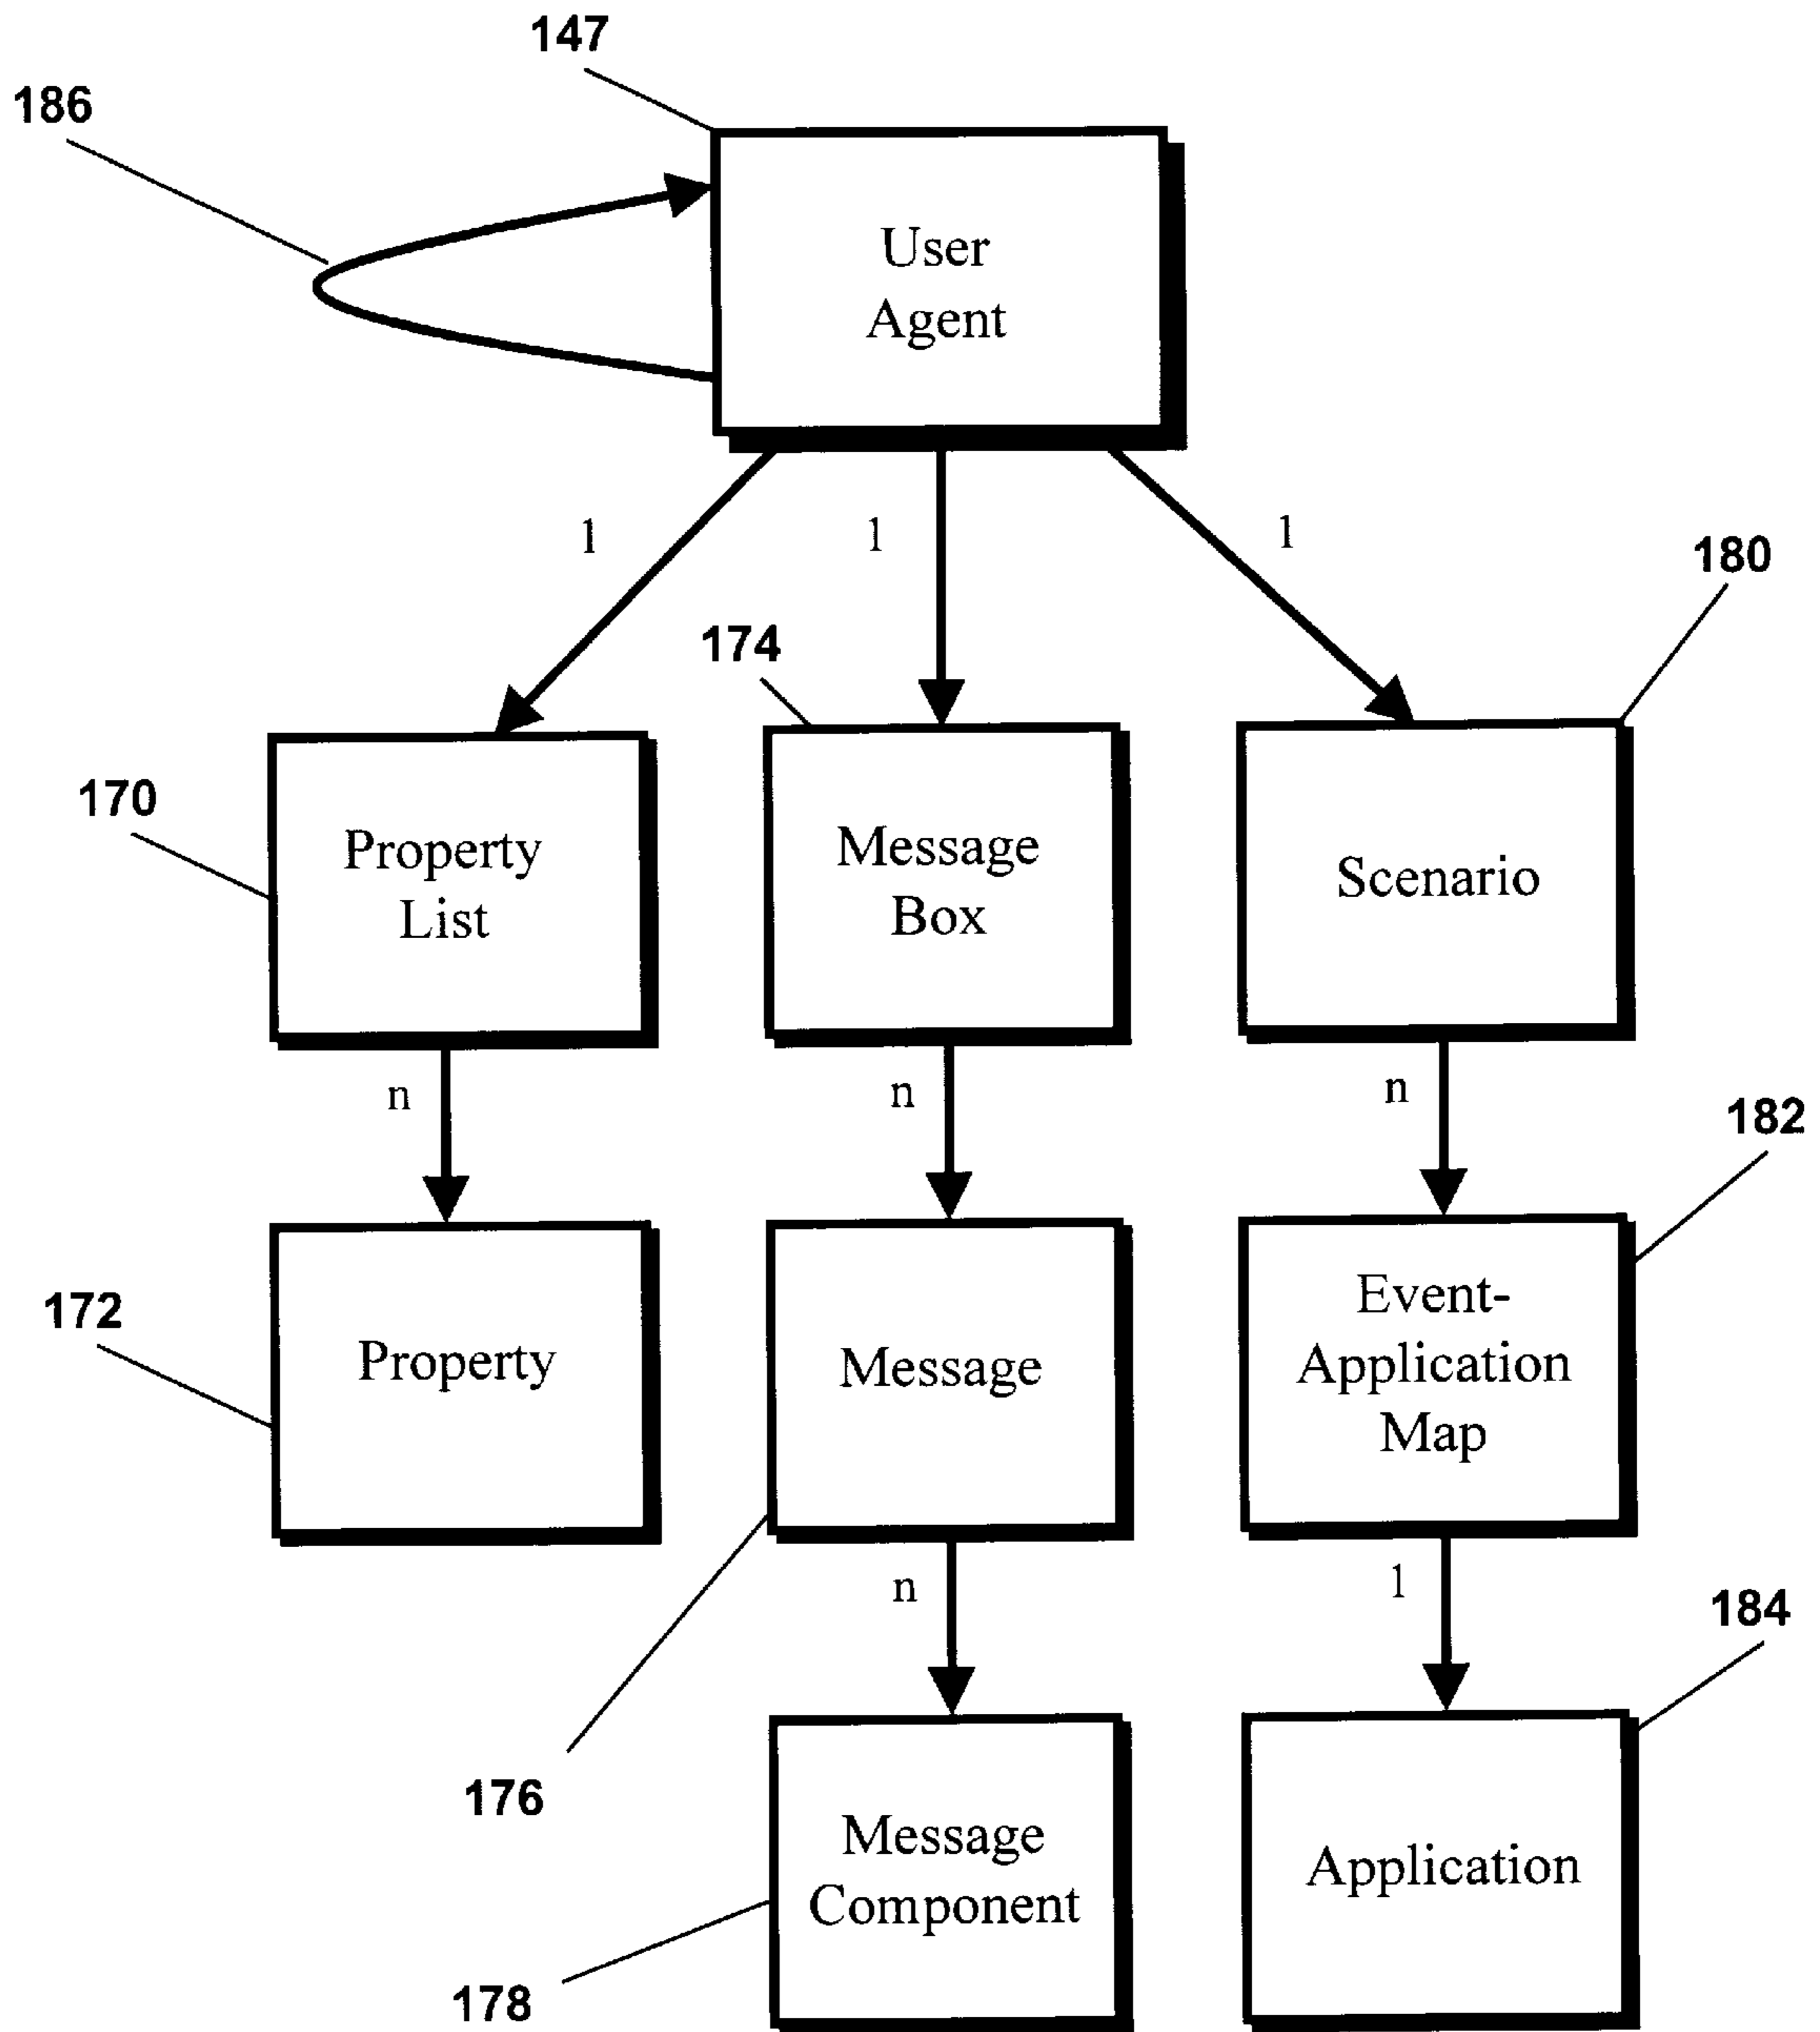 147
186
User
Agent
1
1
1
180
174
170
Property
List
Message
Box
Scenario
n
n
n
182
172
Property
Message
Event-
Application
Map
n
1
184
176
Message
Component
Application
178